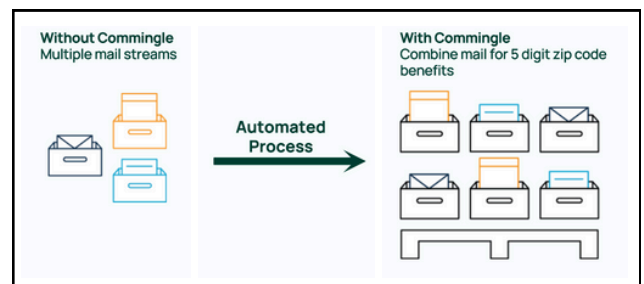 Without Commingle
Multiple mail streams
Automated
Process
With Commingle
Combine mail for 5 digit zip code
benefits